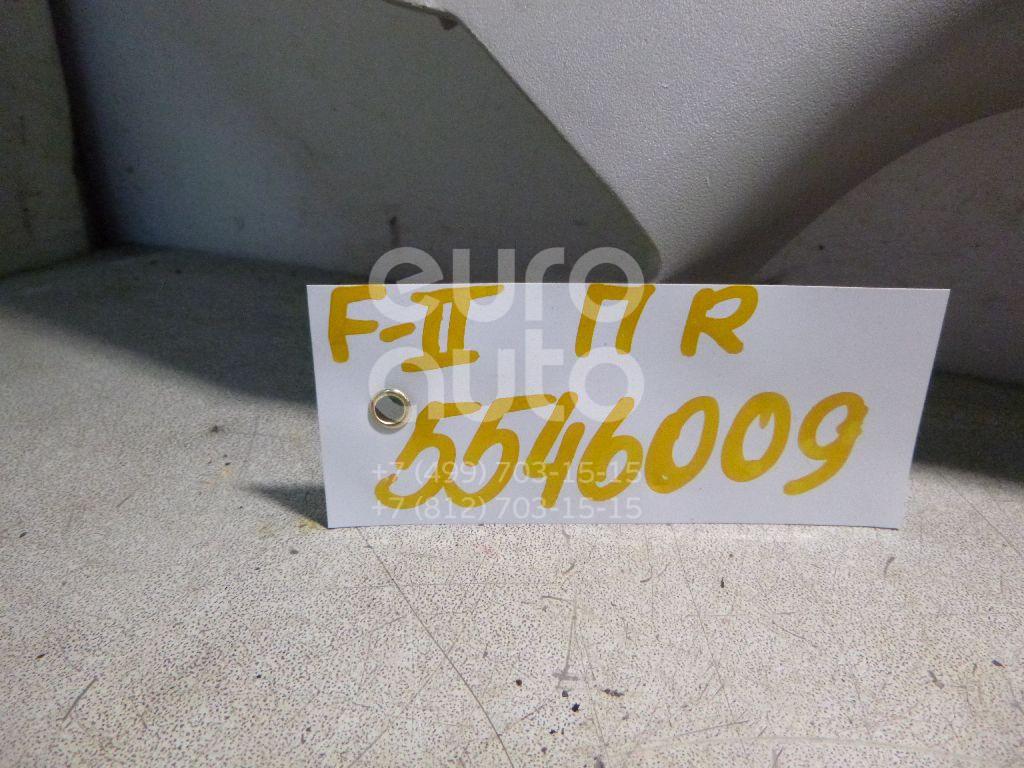 F-II П R
5546009
euro
auto
+7 (499) 703-15-15
+7 (812) 703-15-15